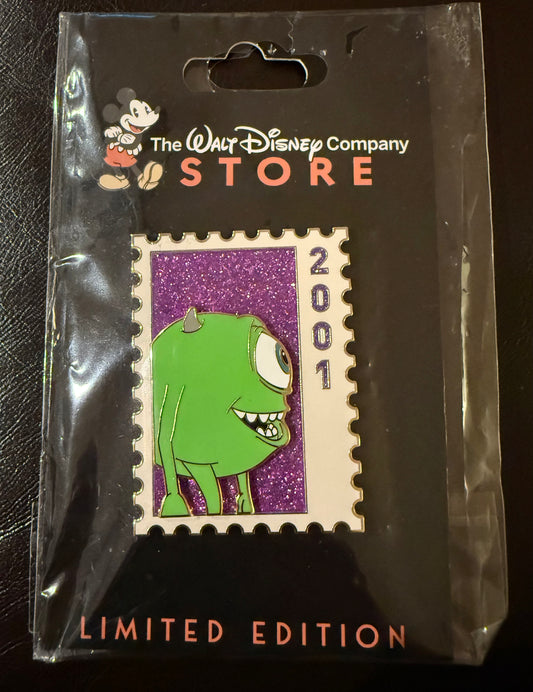 The WALT DISNEY Company
STORE
2001
LIMITED EDITION